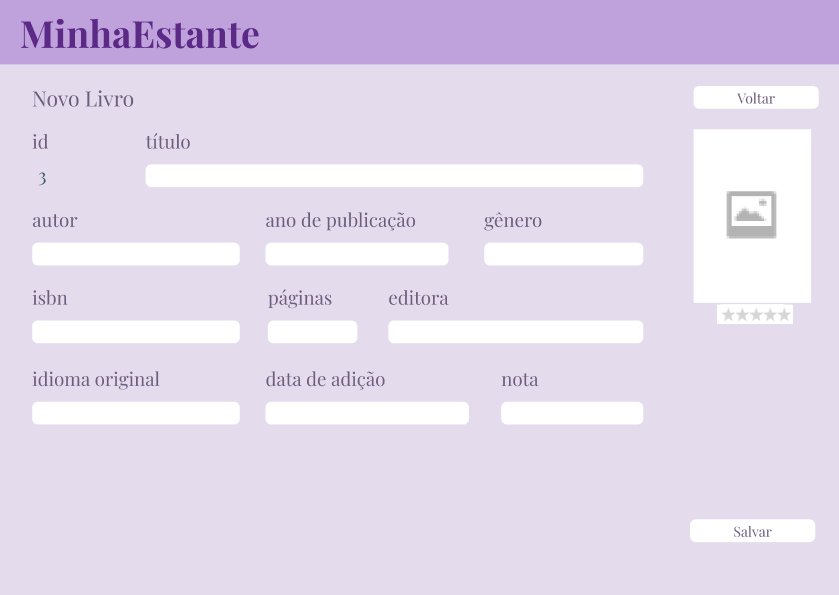 MinhaEstante
Novo Livro
Voltar
id
título
3
autor
ano de publicação
gênero
isbn
páginas
editora
idioma original
data de adição
nota
Salvar